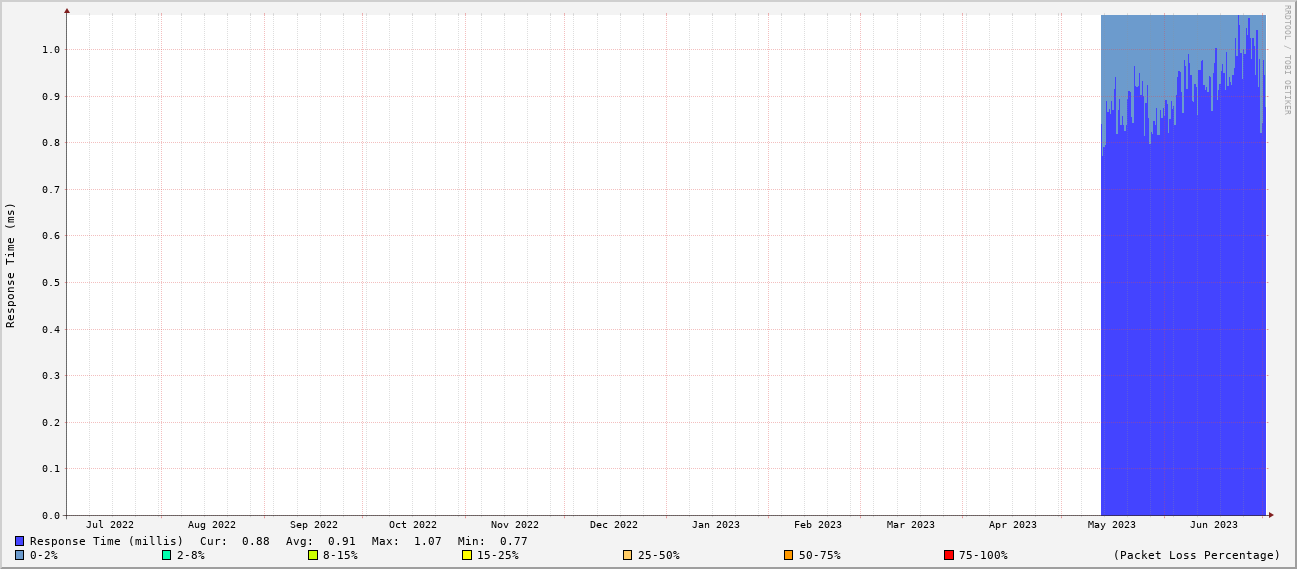 RRDTOOL / TOBI OETIKER
Response Time (ms)
1.0
0.9
0.8
0.7
0.6
0.5
0.4
0.3
0.2
0.1
0.0
Jul 2022 Aug 2022 Sep 2022 Oct 2022 Nov 2022 Dec 2022 Jan 2023 Feb 2023 Mar 2023 Apr 2023 May 2023 Jun 2023
Response Time (millis) Cur: 0.88 Avg: 0.91 Max: 1.07 Min: 0.77
0-2% 2-8% 8-15% 15-25% 25-50% 50-75% 75-100% (Packet Loss Percentage)